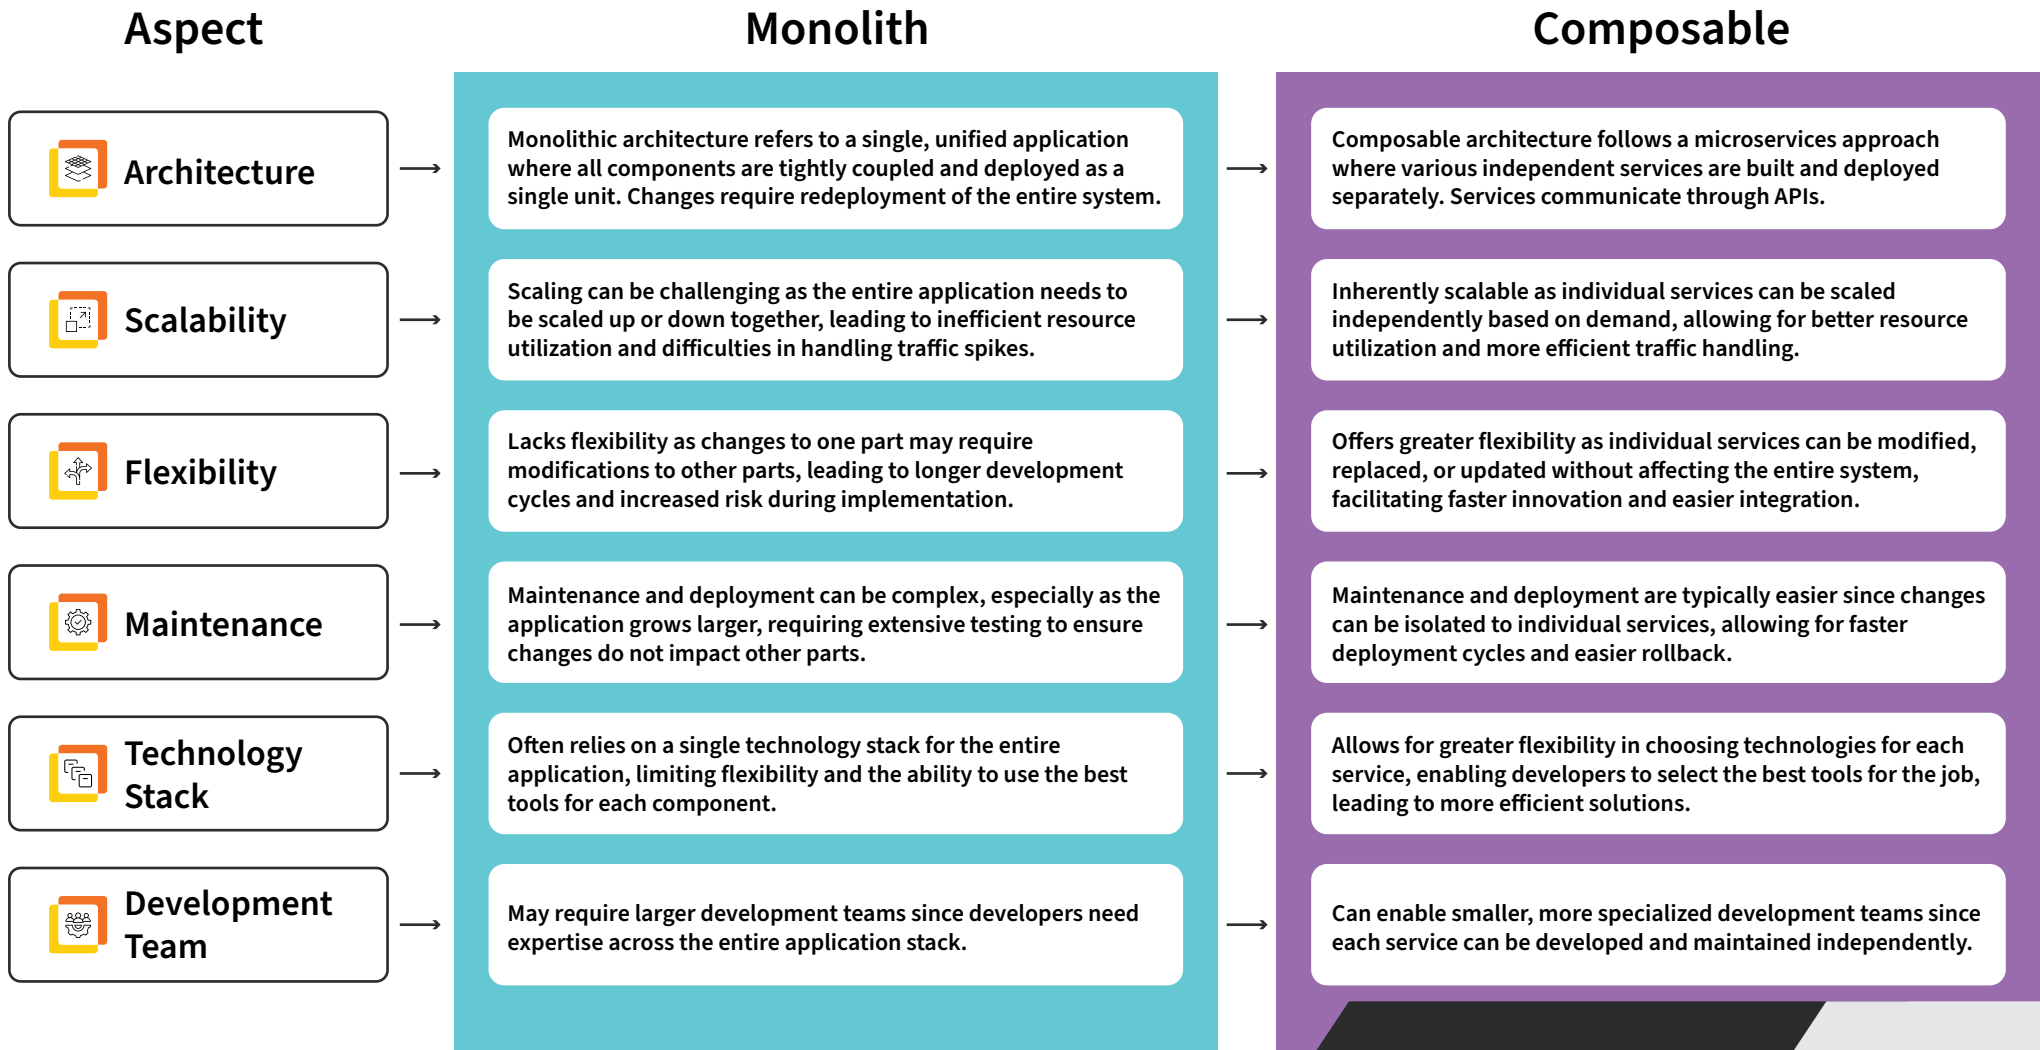 Aspect
Monolith
Composable
Architecture
Monolithic architecture refers to a single, unified application
where all components are tightly coupled and deployed as a
single unit. Changes require redeployment of the entire system.
Composable architecture follows a microservices approach
where various independent services are built and deployed
separately. Services communicate through APIs.
Scalability
Scaling can be challenging as the entire application needs to
be scaled up or down together, leading to inefficient resource
utilization and difficulties in handling traffic spikes.
Inherently scalable as individual services can be scaled
independently based on demand, allowing for better resource
utilization and more efficient traffic handling.
Flexibility
Lacks flexibility as changes to one part may require
modifications to other parts, leading to longer development
cycles and increased risk during implementation.
Offers greater flexibility as individual services can be modified,
replaced, or updated without affecting the entire system,
facilitating faster innovation and easier integration.
Maintenance
Maintenance and deployment can be complex, especially as the
application grows larger, requiring extensive testing to ensure
changes do not impact other parts.
Maintenance and deployment are typically easier since changes
can be isolated to individual services, allowing for faster
deployment cycles and easier rollback.
Technology
Stack
Often relies on a single technology stack for the entire
application, limiting flexibility and the ability to use the best
tools for each component.
Allows for greater flexibility in choosing technologies for each
service, enabling developers to select the best tools for the job,
leading to more efficient solutions.
Development
Team
May require larger development teams since developers need
expertise across the entire application stack.
Can enable smaller, more specialized development teams since
each service can be developed and maintained independently.